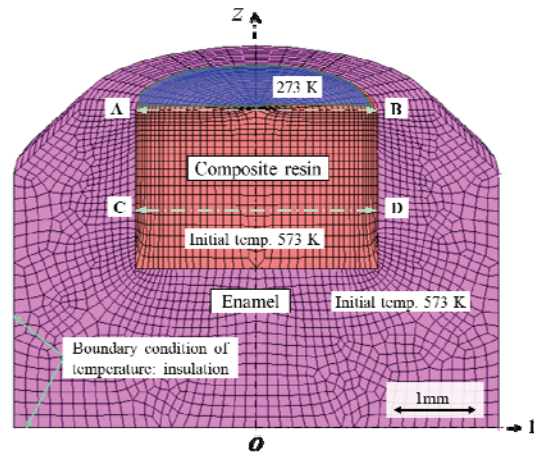 Z
273 K
A
B
Composite resin
C
D
Initial temp. 573 K
Enamel
Initial temp. 573 K
Boundary condition of
temperature: insulation
1mm
O